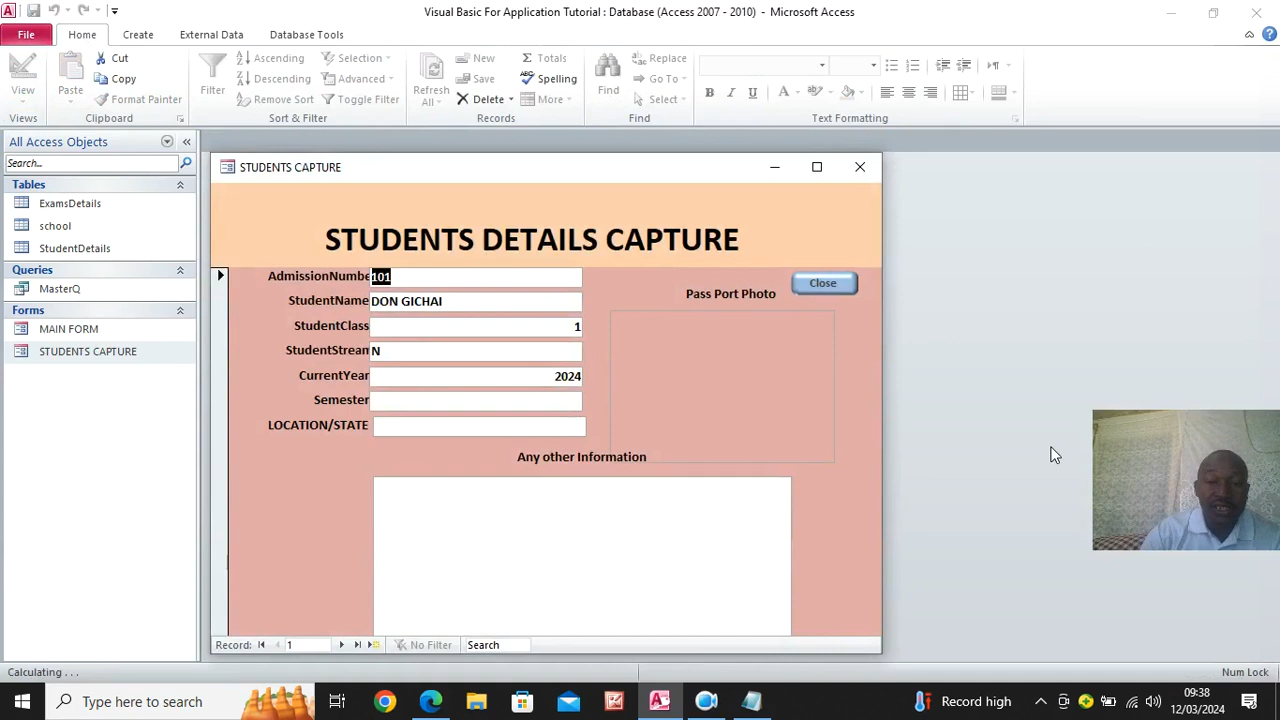 Visual Basic For Application Tutorial : Database (Access 2007 - 2010) - Microsoft Access
File Home Create External Data Database Tools
View
Views
Paste
Cut
Copy
Format Painter
Clipboard
Filter
Ascending
Descending
Remove Sort
Selection
Advanced
Toggle Filter
Sort & Filter
Refresh
All
New
Save
Delete
Totals
Spelling
More
Records
Find
Replace
Go To
Select
Find
B I U A ab
Text Formatting
All Access Objects
Search...
Tables
ExamsDetails
school
StudentDetails
Queries
MasterQ
Forms
MAIN FORM
STUDENTS CAPTURE
STUDENTS CAPTURE
STUDENTS DETAILS CAPTURE
AdmissionNumbe 101
StudentName DON GICHAI
StudentClass 1
StudentStream N
CurrentYear 2024
Semester
LOCATION/STATE
Pass Port Photo
Close
Any other Information
Record: 1 No Filter Search
Calculating . . .
Num Lock
Type here to search
Record high
09:38
12/03/2024